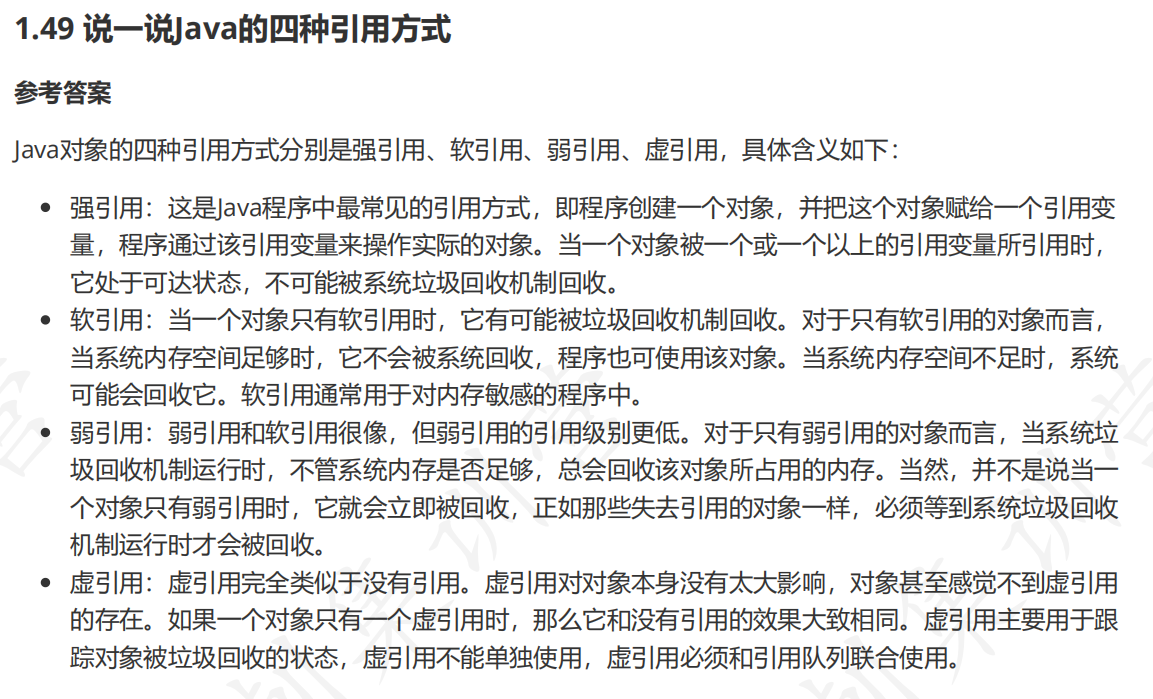 1.49 说一说Java的四种引用方式
参考答案
Java对象的四种引用方式分别是强引用、软引用、弱引用、虚引用，具体含义如下：
• 强引用：这是Java程序中最常见的引用方式，即程序创建一个对象，并把这个对象赋给一个引用变
量，程序通过该引用变量来操作实际的对象。当一个对象被一个或一个以上的引用变量所引用时，
它处于可达状态，不可能被系统垃圾回收机制回收。
• 软引用：当一个对象只有软引用时，它有可能被垃圾回收机制回收。对于只有软引用的对象而言，
当系统内存空间足够时，它不会被系统回收，程序也可使用该对象。当系统内存空间不足时，系统
可能会回收它。软引用通常用于对内存敏感的程序中。
• 弱引用：弱引用和软引用很像，但弱引用的引用级别更低。对于只有弱引用的对象而言，当系统垃
圾回收机制运行时，不管系统内存是否足够，总会回收该对象所占用的内存。当然，并不是说当一
个对象只有弱引用时，它就会立即被回收，正如那些失去引用的对象一样，必须等到系统垃圾回收
机制运行时才会被回收。
• 虚引用：虚引用完全类似于没有引用。虚引用对对象本身没有太大影响，对象甚至感觉不到虚引用
的存在。如果一个对象只有一个虚引用时，那么它和没有引用的效果大致相同。虚引用主要用于跟
踪对象被垃圾回收的状态，虚引用不能单独使用，虚引用必须和引用队列联合使用。